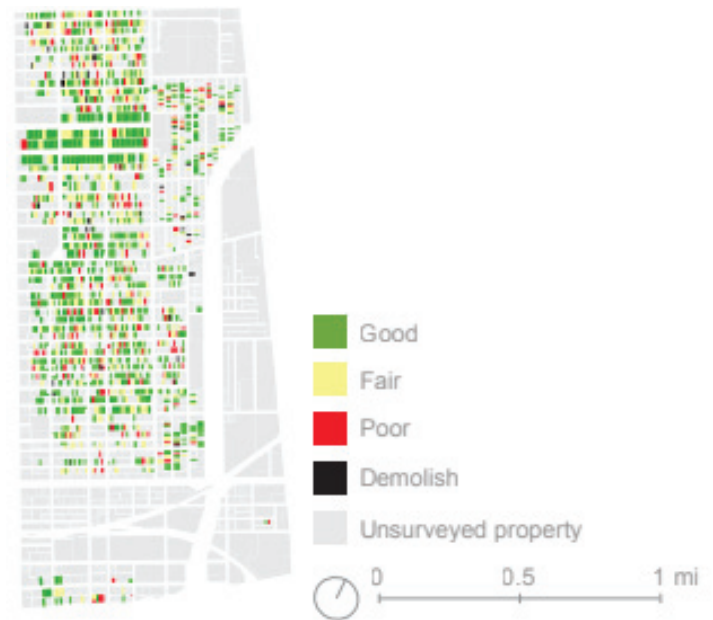 Good
Fair
Poor
Demolish
Unsurveyed property
0 0.5 1 mi